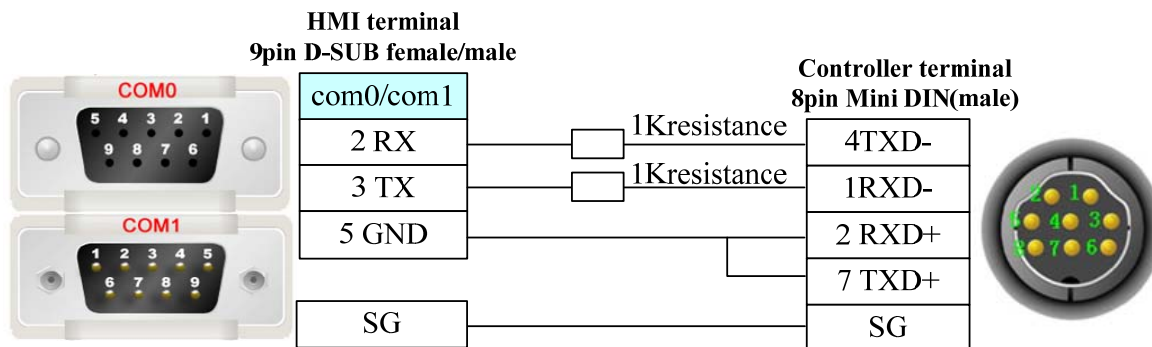 HMI terminal
9pin D-SUB female/male
COM0
5 4 3 2 1
9 8 7 6
COM1
1 2 3 4 5
6 7 8 9
com0/com1
2 RX
3 TX
5 GND
SG
1Kresistance
1Kresistance
Controller terminal
8pin Mini DIN(male)
4TXD-
1RXD-
2 RXD+
7 TXD+
SG
2 1
5 4 3
8 7 6